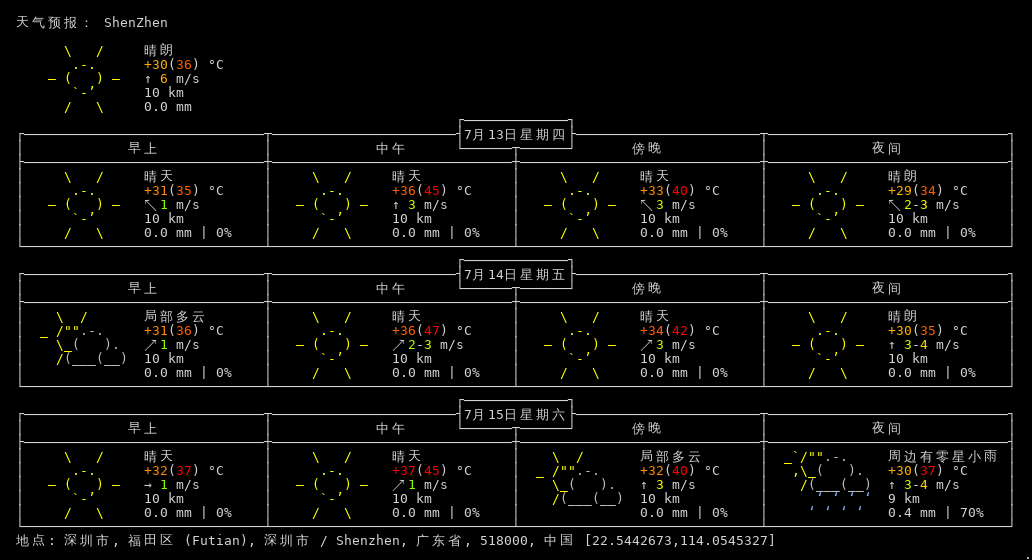 天气预报： ShenZhen
晴朗
+30(36) °C
↑ 6 m/s
10 km
0.0 mm
7月13日星期四
早上 中午 傍晚 夜间
晴天 晴天 晴天 晴朗
+31(35) °C +36(45) °C +33(40) °C +29(34) °C
↖1 m/s ↑ 3 m/s ↖3 m/s ↖2-3 m/s
10 km 10 km 10 km 10 km
0.0 mm | 0% 0.0 mm | 0% 0.0 mm | 0% 0.0 mm | 0%
7月14日星期五
早上 中午 傍晚 夜间
局部多云 晴天 晴天 晴朗
+31(36) °C +36(47) °C +34(42) °C +30(35) °C
↗1 m/s ↗2-3 m/s ↗3 m/s ↑ 3-4 m/s
10 km 10 km 10 km 10 km
0.0 mm | 0% 0.0 mm | 0% 0.0 mm | 0% 0.0 mm | 0%
7月15日星期六
早上 中午 傍晚 夜间
晴天 晴天 局部多云 周边有零星小雨
+32(37) °C +37(45) °C +32(40) °C +30(37) °C
→ 1 m/s ↗1 m/s ↑ 3 m/s ↑ 3-4 m/s
10 km 10 km 10 km 9 km
0.0 mm | 0% 0.0 mm | 0% 0.0 mm | 0% 0.4 mm | 70%
地点: 深圳市, 福田区 (Futian), 深圳市 / Shenzhen, 广东省, 518000, 中国 [22.5442673,114.0545327]